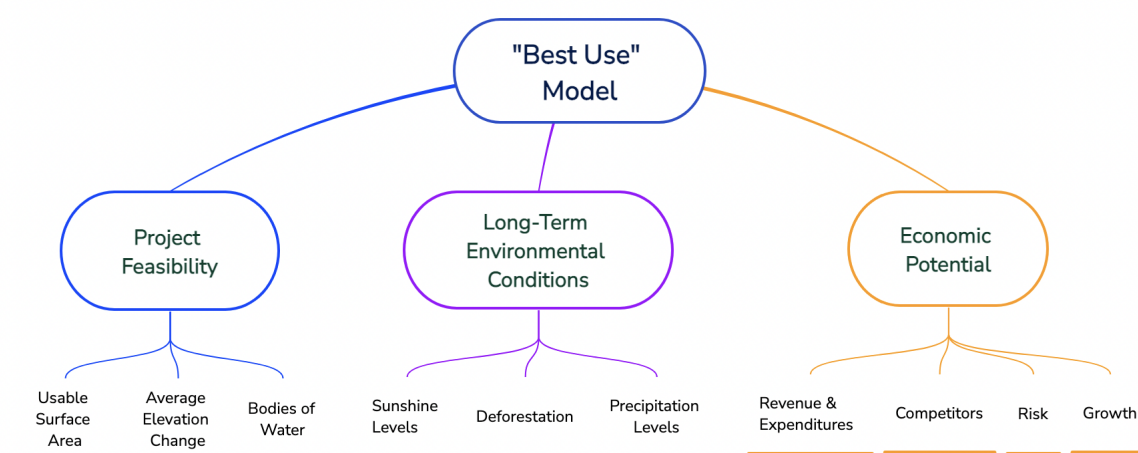 "Best Use"
Model
Project
Feasibility
Long-Term
Environmental
Conditions
Economic
Potential
Usable
Surface
Area
Average
Elevation
Change
Bodies of
Water
Sunshine
Levels
Deforestation
Precipitation
Levels
Revenue &
Expenditures
Competitors
Risk
Growth